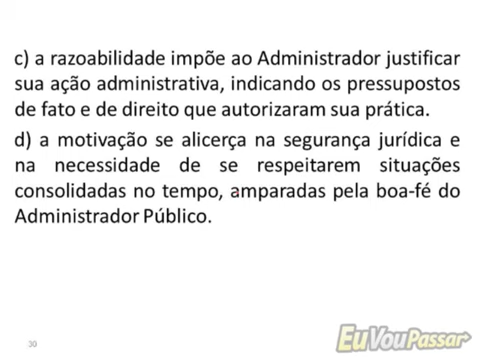 c) a razoabilidade impõe ao Administrador justificar
sua ação administrativa, indicando os pressupostos
de fato e de direito que autorizaram sua prática.
d) a motivação se alicerça na segurança jurídica e
na necessidade de se respeitarem situações
consolidadas no tempo, amparadas pela boa-fé do
Administrador Público.
30
EuVouPassar